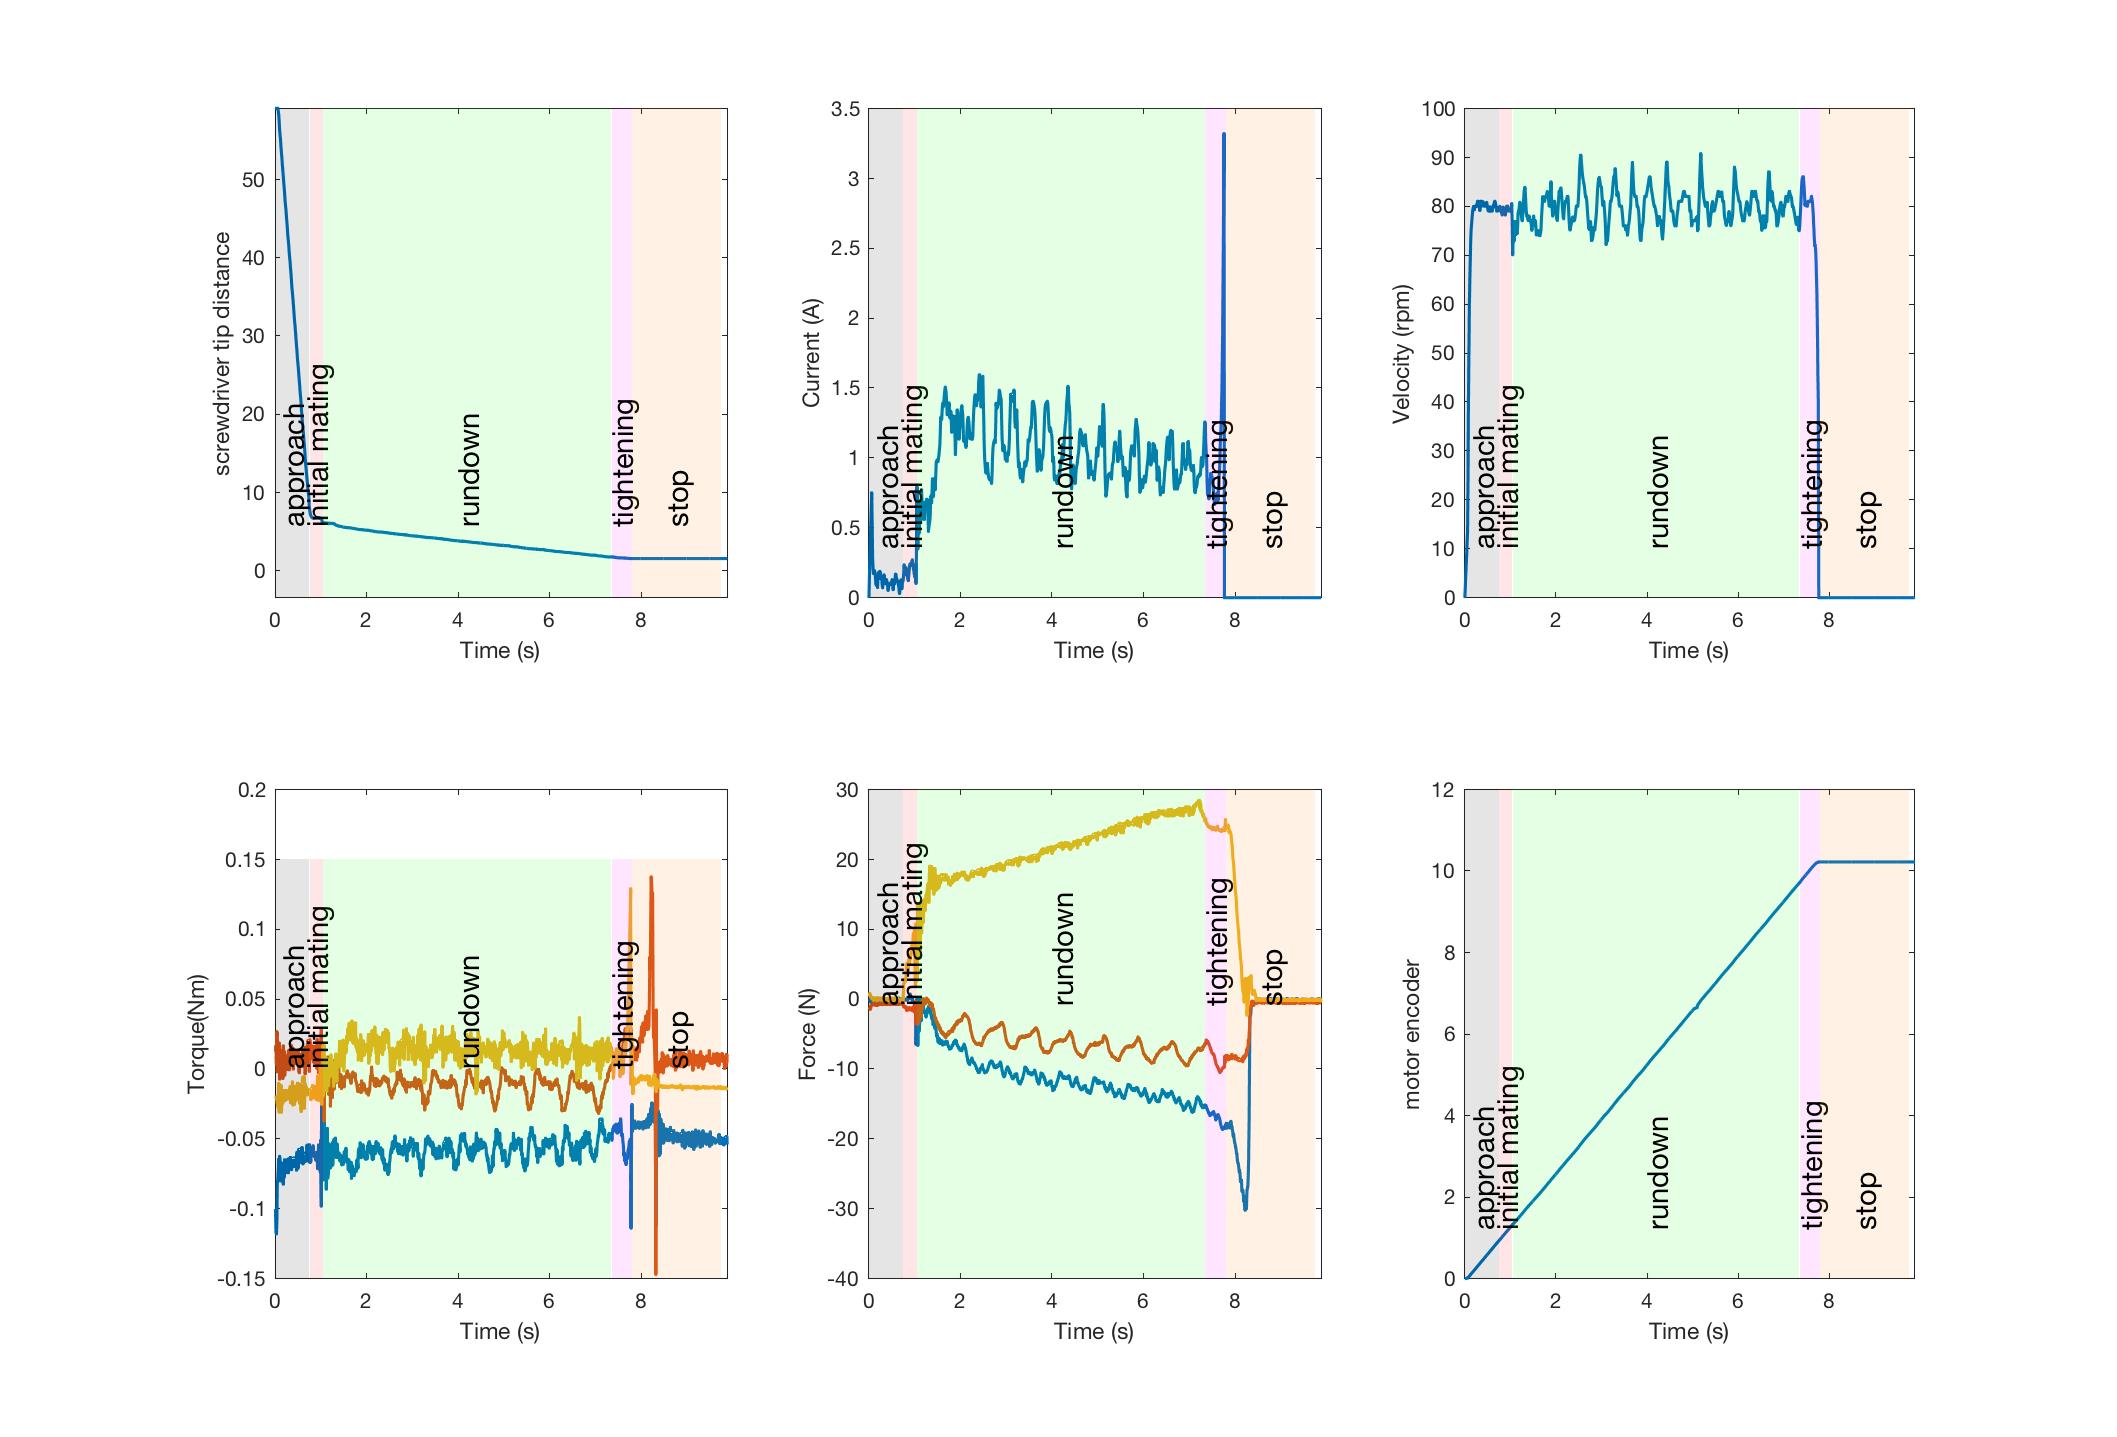 screwdriver tip distance
50
40
30
20
10
0
approach
initial mating
rundown
tightening
stop
0 2 4 6 8
Time (s)
Current (A)
3.5
3
2.5
2
1.5
1
0.5
0
approach
initial mating
rundown
tightening
stop
0 2 4 6 8
Time (s)
Velocity (rpm)
100
90
80
70
60
50
40
30
20
10
0
approach
initial mating
rundown
tightening
stop
0 2 4 6 8
Time (s)
Torque(Nm)
0.2
0.15
0.1
0.05
0
-0.05
-0.1
-0.15
approach
initial mating
rundown
tightening
stop
0 2 4 6 8
Time (s)
Force (N)
30
20
10
0
-10
-20
-30
-40
approach
initial mating
rundown
tightening
stop
0 2 4 6 8
Time (s)
motor encoder
12
10
8
6
4
2
0
approach
initial mating
rundown
tightening
stop
0 2 4 6 8
Time (s)